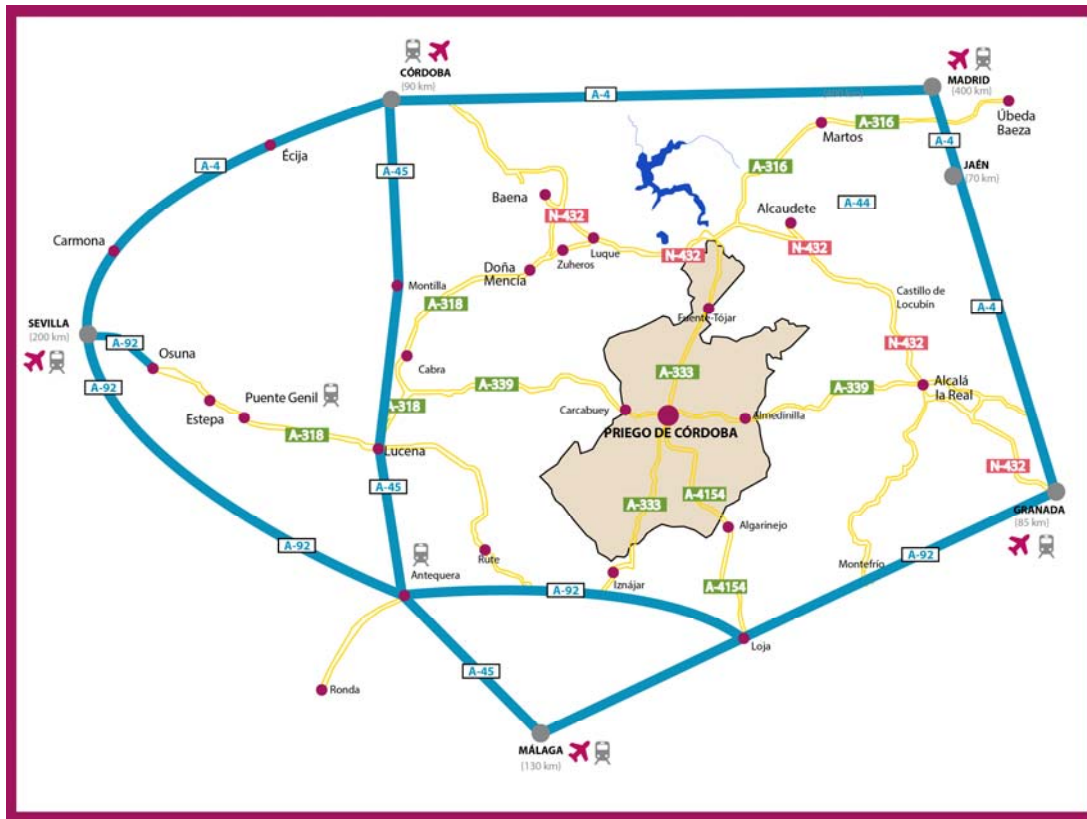 CÓRDOBA
(90 km)
MADRID
(400 km)
A-4
Martos
A-316
Úbeda
Baeza
Écija
A-4
A-45
A-316
A-4
JAÉN
(70 km)
Baena
N-432
Alcaudete
A-44
Carmona
Luque
N-432
N-432
Zuheros
Doña
Mencía
Montilla
A-318
Castillo de
Locubín
A-4
Fuente-Tójar
SEVILLA
(200 km)
A-92
Osuna
N-432
Cabra
A-333
A-92
Puente Genil
A-339
A-339
Alcalá
la Real
Estepa
A-318
Carcabuey
Almedinilla
A-318
PRIEGO DE CÓRDOBA
Lucena
N-432
A-45
A-4154
A-333
GRANADA
(85 km)
Algarinejo
A-92
Rute
A-92
Antequera
Montefrío
Iznájar
A-92
A-4154
Loja
A-45
Ronda
MÁLAGA
(130 km)